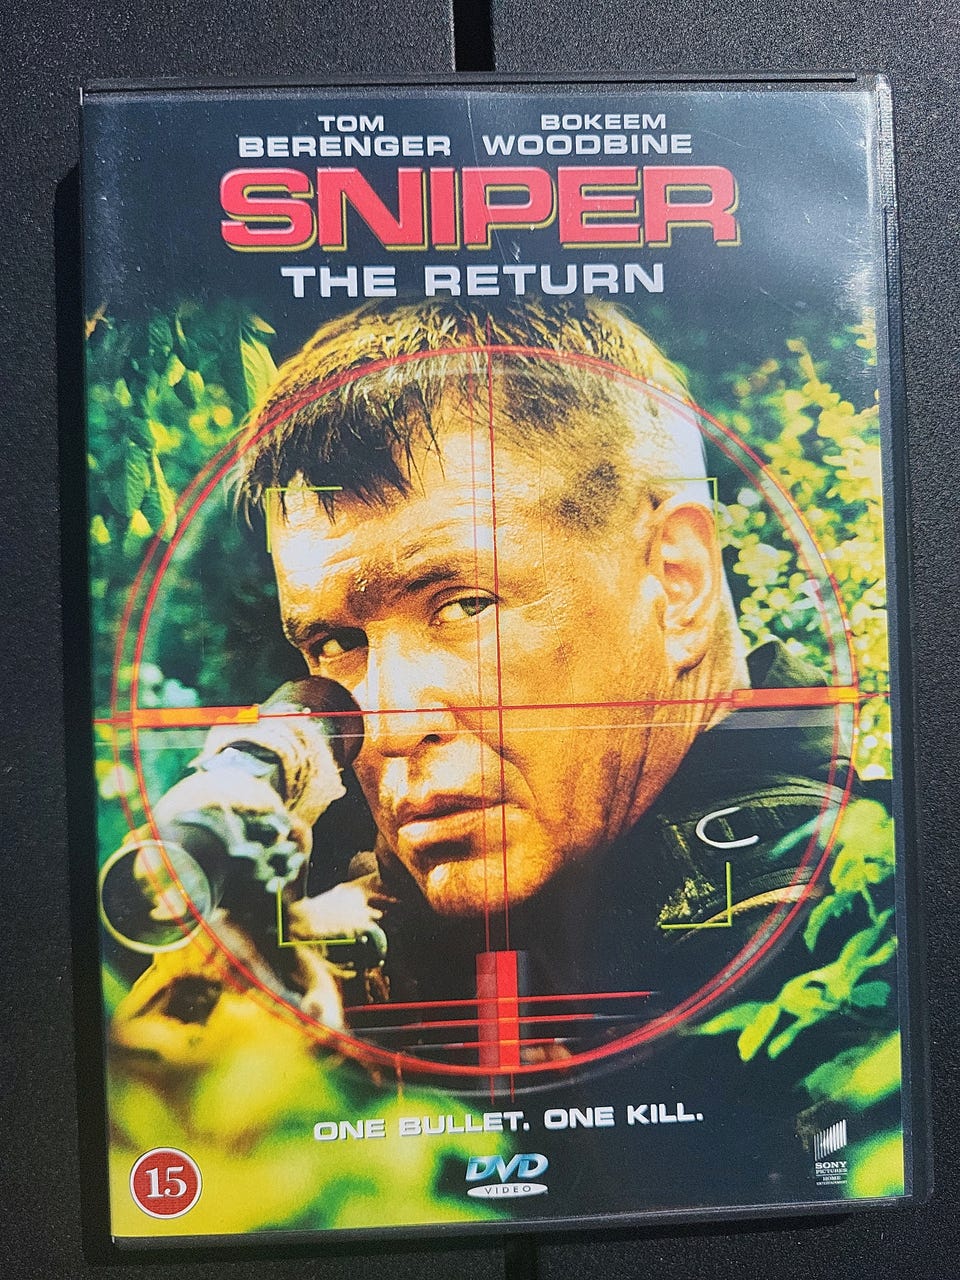 TOM BOKEEM
BERENGER WOODBINE
SNIPER
THE RETURN
ONE BULLET. ONE KILL.
15
DVD
VIDEO
SONY
PICTURES
HOME
ENTERTAINMENT